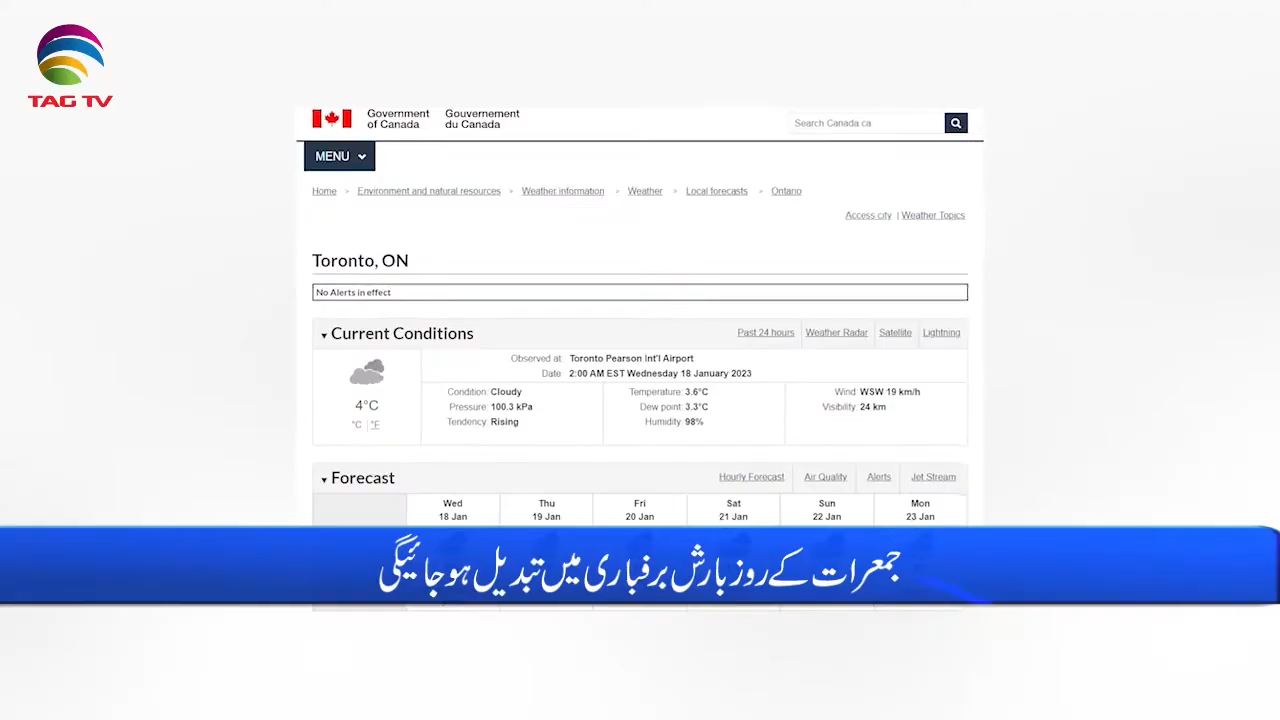 TAG TV
Government of Canada
Gouvernement du Canada
Search Canada ca
MENU
Home > Environment and natural resources > Weather information > Weather > Local forecasts > Ontario
Access city | Weather Topics
Toronto, ON
No Alerts in effect
Current Conditions
Past 24 hours Weather Radar Satellite Lightning
4°C
°C °F
Observed at: Toronto Pearson Int'l Airport
Date: 2:00 AM EST Wednesday 18 January 2023
Condition: Cloudy
Pressure: 100.3 kPa
Tendency: Rising
Temperature: 3.6°C
Dew point: 3.3°C
Humidity: 98%
Wind: WSW 19 km/h
Visibility: 24 km
Forecast
Hourly Forecast Air Quality Alerts Jet Stream
Wed Thu Fri Sat Sun Mon
18 Jan 19 Jan 20 Jan 21 Jan 22 Jan 23 Jan
جمعرات کے روز بارش برفباری میں تبدیل ہوجائیگی